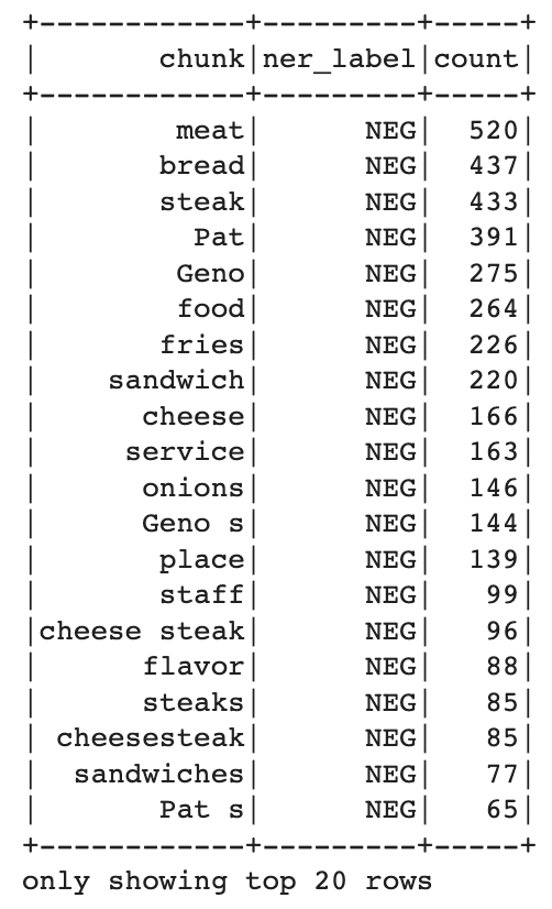 +------------+---------+-----+
|       chunk|ner_label|count|
+------------+---------+-----+
|        meat|      NEG|  520|
|       bread|      NEG|  437|
|       steak|      NEG|  433|
|         Pat|      NEG|  391|
|        Geno|      NEG|  275|
|        food|      NEG|  264|
|       fries|      NEG|  226|
|    sandwich|      NEG|  220|
|      cheese|      NEG|  166|
|     service|      NEG|  163|
|      onions|      NEG|  146|
|      Geno s|      NEG|  144|
|       place|      NEG|  139|
|       staff|      NEG|   99|
|cheese steak|      NEG|   96|
|      flavor|      NEG|   88|
|      steaks|      NEG|   85|
| cheesesteak|      NEG|   85|
|  sandwiches|      NEG|   77|
|       Pat s|      NEG|   65|
+------------+---------+-----+
only showing top 20 rows